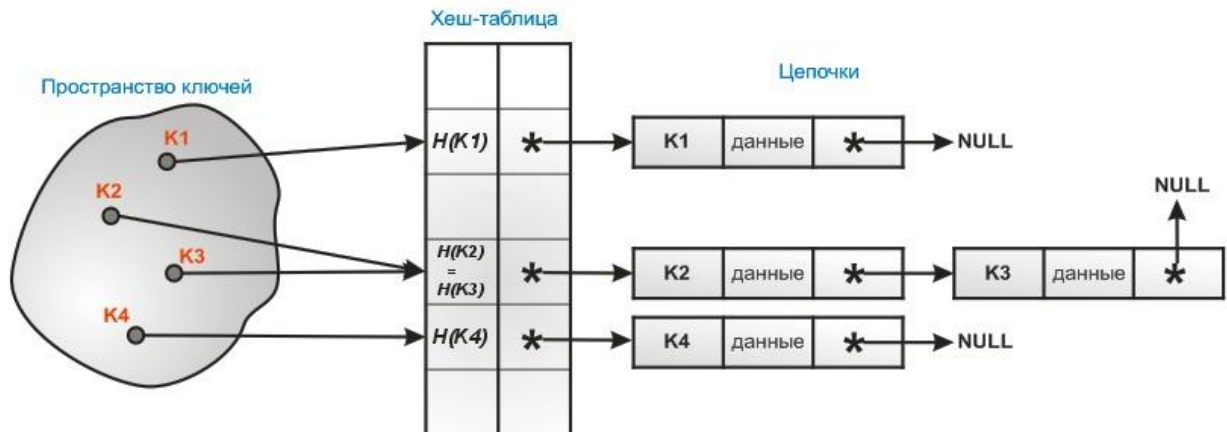 Хеш-таблица
Пространство ключей
Цепочки
K1
K2
K3
K4
H(K1)
*
K1
данные
*
NULL
NULL
H(K2)
=
H(K3)
*
K2
данные
*
K3
данные
*
H(K4)
*
K4
данные
*
NULL